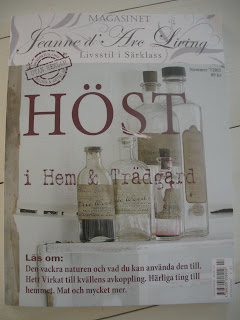 MAGASINET
Jeanne d'Arc Living
Livsstil i Särklass
HÖST
i Hem & Trädgård
Läs om:
Den vackra naturen och vad du kan använda den till.
Hett Virkat till kvällens avkoppling. Härliga ting till
hemmet. Mat och mycket mer.